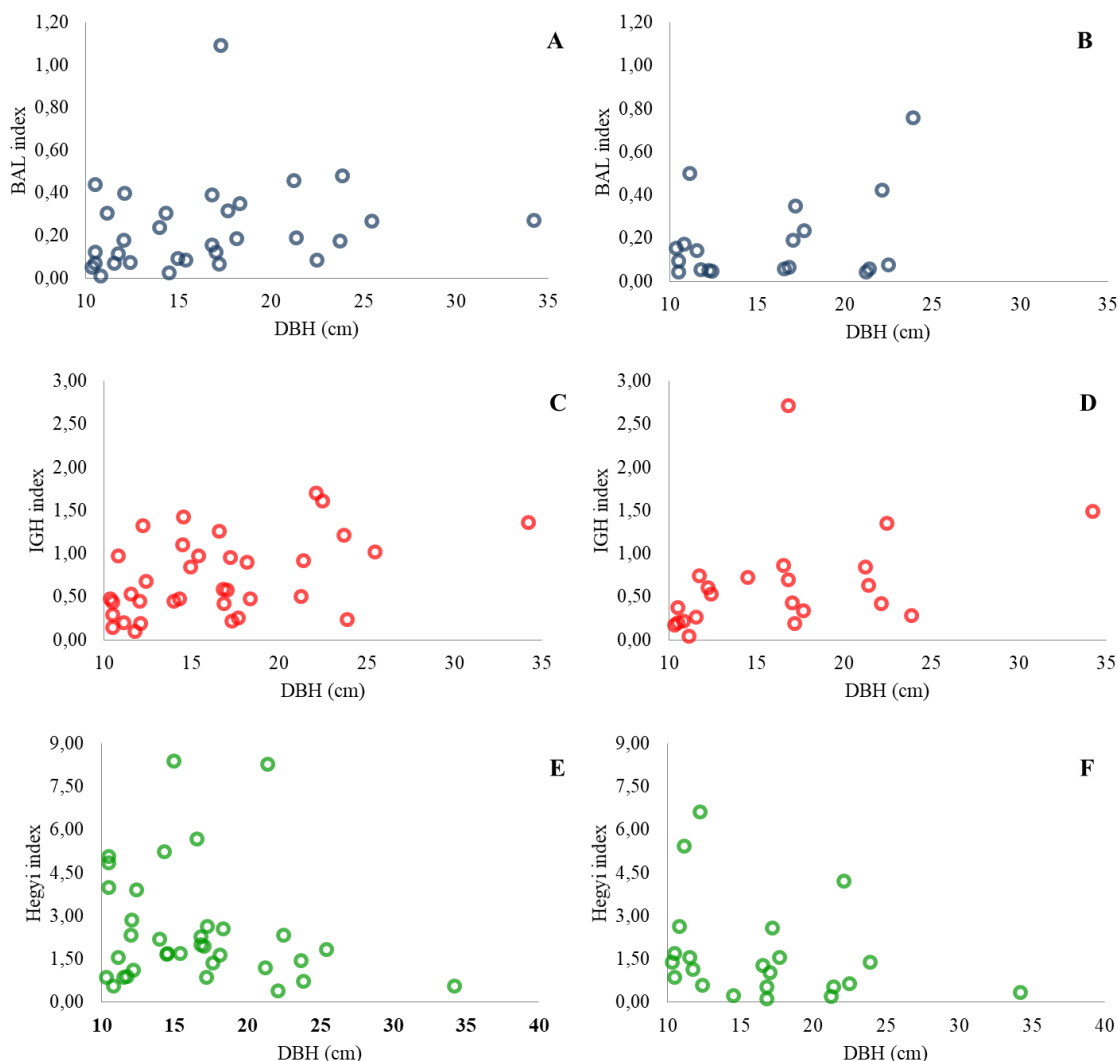 1,20 A 1,20 B
1,00 1,00
0,80 0,80
BAL index 0,60 BAL index 0,60
0,40 0,40
0,20 0,20
0,00 0,00
10 15 20 25 30 35 10 15 20 25 30 35
DBH (cm) DBH (cm)
3,00 C 3,00 D
2,50 2,50
2,00 2,00
IGH index 1,50 IGH index 1,50
1,00 1,00
0,50 0,50
0,00 0,00
10 15 20 25 30 35 10 15 20 25 30 35
DBH (cm) DBH (cm)
9,00 E 9,00 F
7,50 7,50
6,00 6,00
Hegyi index 4,50 Hegyi index 4,50
3,00 3,00
1,50 1,50
0,00 0,00
10 15 20 25 30 35 40 10 15 20 25 30 35 40
DBH (cm) DBH (cm)